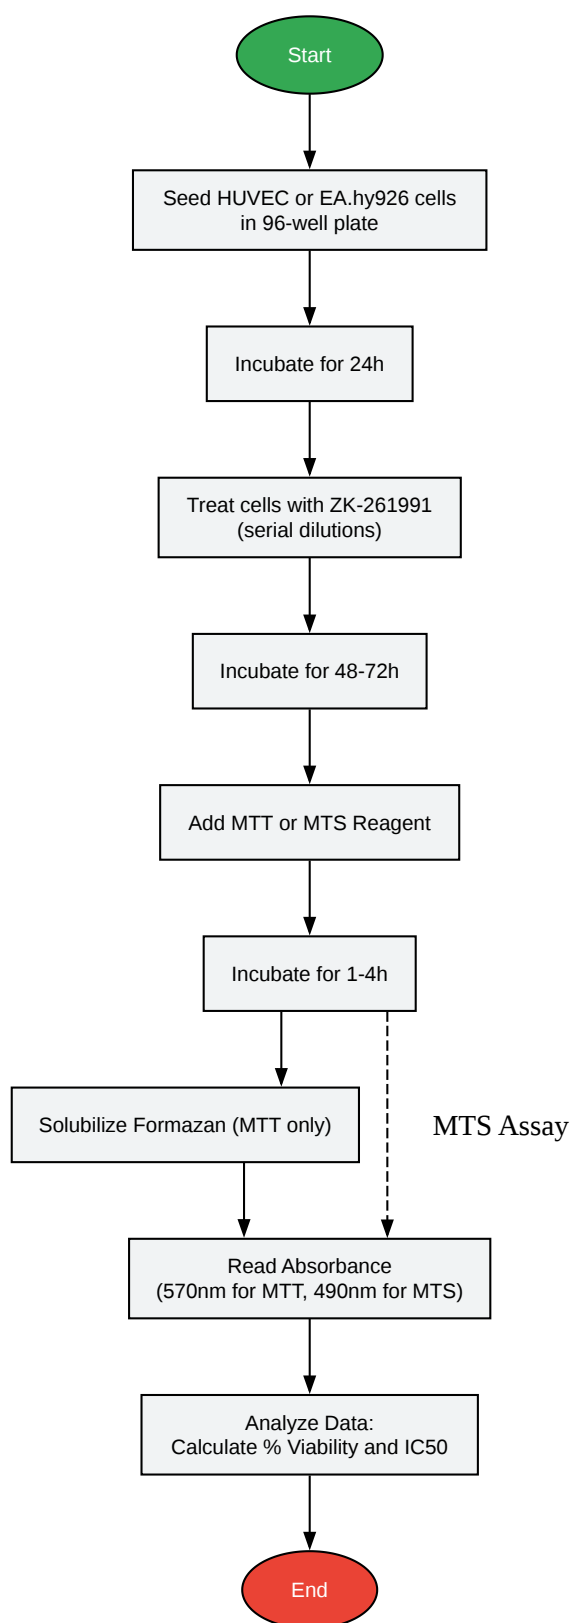 Start
Seed HUVEC or EA.hy926 cells
in 96-well plate
Incubate for 24h
Treat cells with ZK-261991
(serial dilutions)
Incubate for 48-72h
Add MTT or MTS Reagent
Incubate for 1-4h
Solubilize Formazan (MTT only)
MTS Assay
Read Absorbance
(570nm for MTT, 490nm for MTS)
Analyze Data:
Calculate % Viability and IC50
End